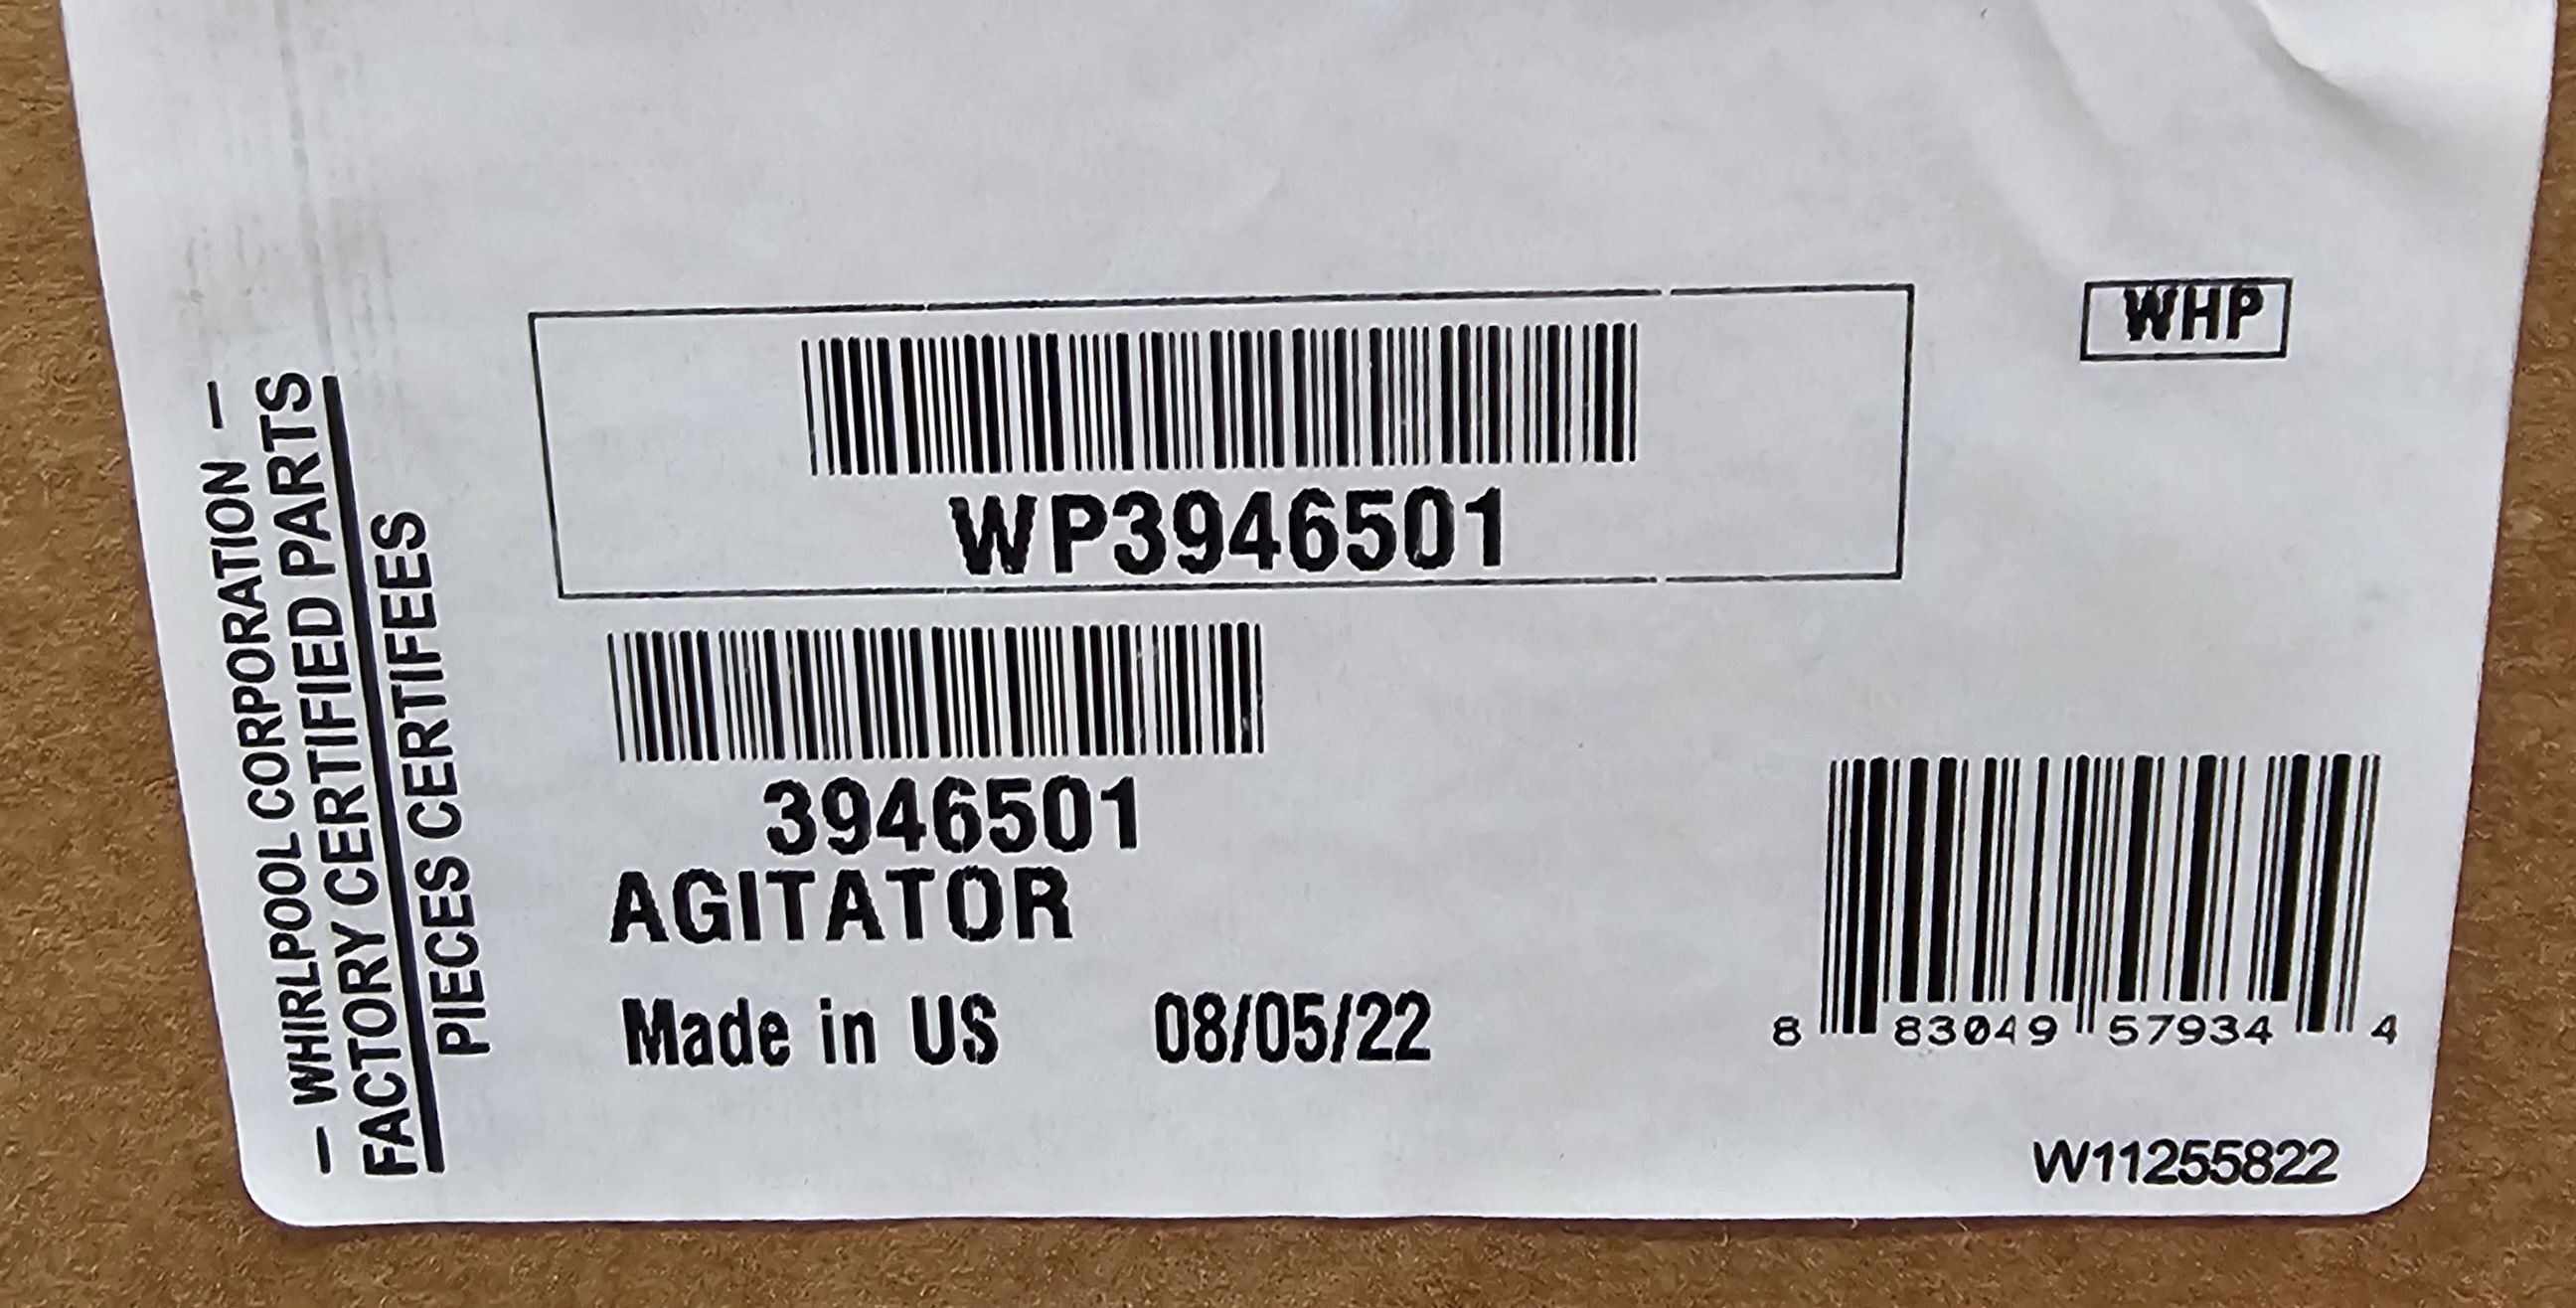 – WHIRLPOOL CORPORATION –
FACTORY CERTIFIED PARTS
PIECES CERTIFEES
WHP
WP3946501
3946501
AGITATOR
Made in US 08/05/22
8 83049 57934 4
W11255822